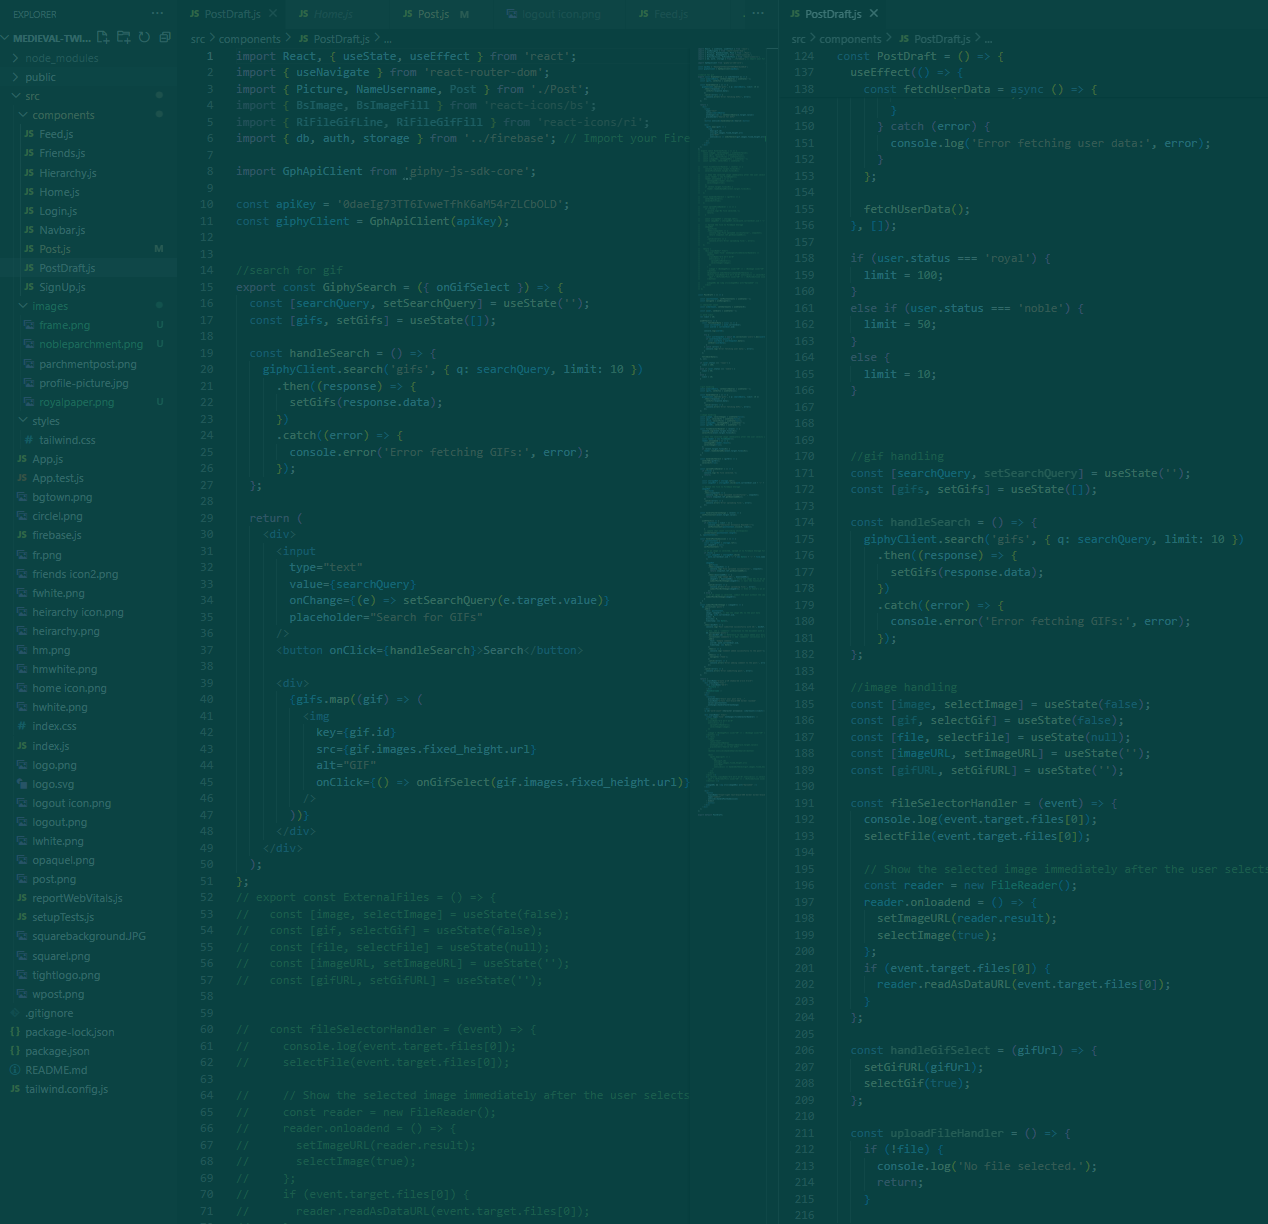 EXPLORER ...
MEDIEVAL-TWI...
node_modules
public
src
components
Feed.js
Friends.js
Hierarchy.js
Home.js
Login.js
Navbar.js
Post.js M
PostDraft.js
SignUp.js
images
frame.png U
nobleparchment.png U
parchmentpost.png
profile-picture.jpg
royalpaper.png U
styles
# tailwind.css
JS App.js
JS App.test.js
bgtown.png
circlel.png
JS firebase.js
fr.png
friends icon2.png
fwhite.png
heirarchy icon.png
heirarchy.png
hm.png
hmwhite.png
home icon.png
hwhite.png
# index.css
JS index.js
logo.png
logo.svg
logout icon.png
logout.png
lwhite.png
opaquel.png
post.png
JS reportWebVitals.js
JS setupTests.js
squarebackground.JPG
squarel.png
tightlogo.png
wpost.png
.gitignore
{} package-lock.json
{} package.json
README.md
JS tailwind.config.js
JS PostDraft.js × JS Home.js JS Post.js M logout icon.png JS Feed.js ...
src > components > JS PostDraft.js > ...
1 import React, { useState, useEffect } from 'react';
2 import { useNavigate } from 'react-router-dom';
3 import { Picture, NameUsername, Post } from './Post';
4 import { BsImage, BsImageFill } from 'react-icons/bs';
5 import { RiFileGifLine, RiFileGifFill } from 'react-icons/ri';
6 import { db, auth, storage } from '../firebase'; // Import your Fire
7
8 import GphApiClient from 'giphy-js-sdk-core';
9
10 const apiKey = '0daeIg73TT6IvweTfhK6aM54rZLCbOLD';
11 const giphyClient = GphApiClient(apiKey);
12
13
14 //search for gif
15 export const GiphySearch = ({ onGifSelect }) => {
16 const [searchQuery, setSearchQuery] = useState('');
17 const [gifs, setGifs] = useState([]);
18
19 const handleSearch = () => {
20 giphyClient.search('gifs', { q: searchQuery, limit: 10 })
21 .then((response) => {
22 setGifs(response.data);
23 })
24 .catch((error) => {
25 console.error('Error fetching GIFs:', error);
26 });
27 };
28
29 return (
30 <div>
31 <input
32 type="text"
33 value={searchQuery}
34 onChange={(e) => setSearchQuery(e.target.value)}
35 placeholder="Search for GIFs"
36 />
37 <button onClick={handleSearch}>Search</button>
38
39 <div>
40 {gifs.map((gif) => (
41 <img
42 key={gif.id}
43 src={gif.images.fixed_height.url}
44 alt="GIF"
45 onClick={() => onGifSelect(gif.images.fixed_height.url)}
46 />
47 ))}
48 </div>
49 </div>
50 );
51 };
52 // export const ExternalFiles = () => {
53 // const [image, selectImage] = useState(false);
54 // const [gif, selectGif] = useState(false);
55 // const [file, selectFile] = useState(null);
56 // const [imageURL, setImageURL] = useState('');
57 // const [gifURL, setGifURL] = useState('');
58
59
60 // const fileSelectorHandler = (event) => {
61 // console.log(event.target.files[0]);
62 // selectFile(event.target.files[0]);
63
64 // // Show the selected image immediately after the user selects
65 // const reader = new FileReader();
66 // reader.onloadend = () => {
67 // setImageURL(reader.result);
68 // selectImage(true);
69 // };
70 // if (event.target.files[0]) {
71 // reader.readAsDataURL(event.target.files[0]);
JS PostDraft.js ×
src > components > JS PostDraft.js > ...
124 const PostDraft = () => {
137 useEffect(() => {
138 const fetchUserData = async () => {
149 }
150 } catch (error) {
151 console.log('Error fetching user data:', error);
152 }
153 };
154
155 fetchUserData();
156 }, []);
157
158 if (user.status === 'royal') {
159 limit = 100;
160 }
161 else if (user.status === 'noble') {
162 limit = 50;
163 }
164 else {
165 limit = 10;
166 }
167
168
169
170 //gif handling
171 const [searchQuery, setSearchQuery] = useState('');
172 const [gifs, setGifs] = useState([]);
173
174 const handleSearch = () => {
175 giphyClient.search('gifs', { q: searchQuery, limit: 10 })
176 .then((response) => {
177 setGifs(response.data);
178 })
179 .catch((error) => {
180 console.error('Error fetching GIFs:', error);
181 });
182 };
183
184 //image handling
185 const [image, selectImage] = useState(false);
186 const [gif, selectGif] = useState(false);
187 const [file, selectFile] = useState(null);
188 const [imageURL, setImageURL] = useState('');
189 const [gifURL, setGifURL] = useState('');
190
191 const fileSelectorHandler = (event) => {
192 console.log(event.target.files[0]);
193 selectFile(event.target.files[0]);
194
195 // Show the selected image immediately after the user selects
196 const reader = new FileReader();
197 reader.onloadend = () => {
198 setImageURL(reader.result);
199 selectImage(true);
200 };
201 if (event.target.files[0]) {
202 reader.readAsDataURL(event.target.files[0]);
203 }
204 };
205
206 const handleGifSelect = (gifUrl) => {
207 setGifURL(gifUrl);
208 selectGif(true);
209 };
210
211 const uploadFileHandler = () => {
212 if (!file) {
213 console.log('No file selected.');
214 return;
215 }
216